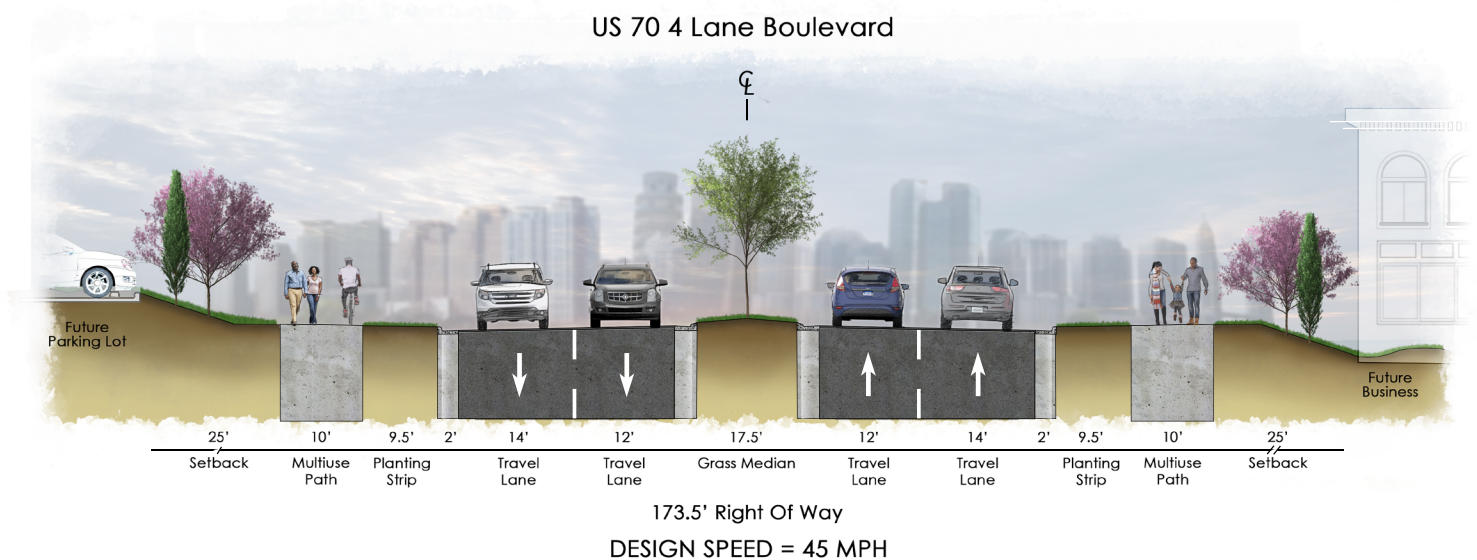 US 70 4 Lane Boulevard
℄
Future
Parking Lot
Future
Business
25' 10' 9.5' 2' 14' 12' 17.5' 12' 14' 2' 9.5' 10' 25'
Setback Multiuse Planting Travel Travel Grass Median Travel Travel Planting Multiuse Setback
Path Strip Lane Lane Lane Lane Strip Path
173.5' Right Of Way
DESIGN SPEED = 45 MPH